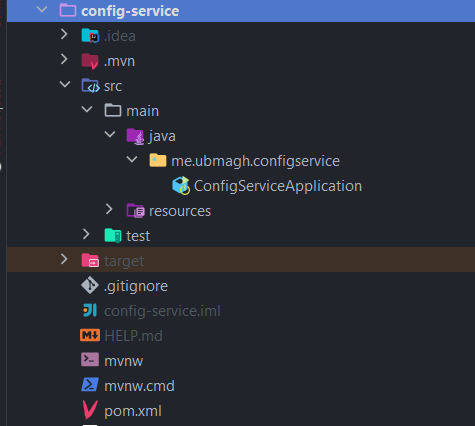 config-service
.idea
.mvn
src
main
java
me.ubmagh.configservice
ConfigServiceApplication
resources
test
target
.gitignore
config-service.iml
HELP.md
mvnw
mvnw.cmd
pom.xml